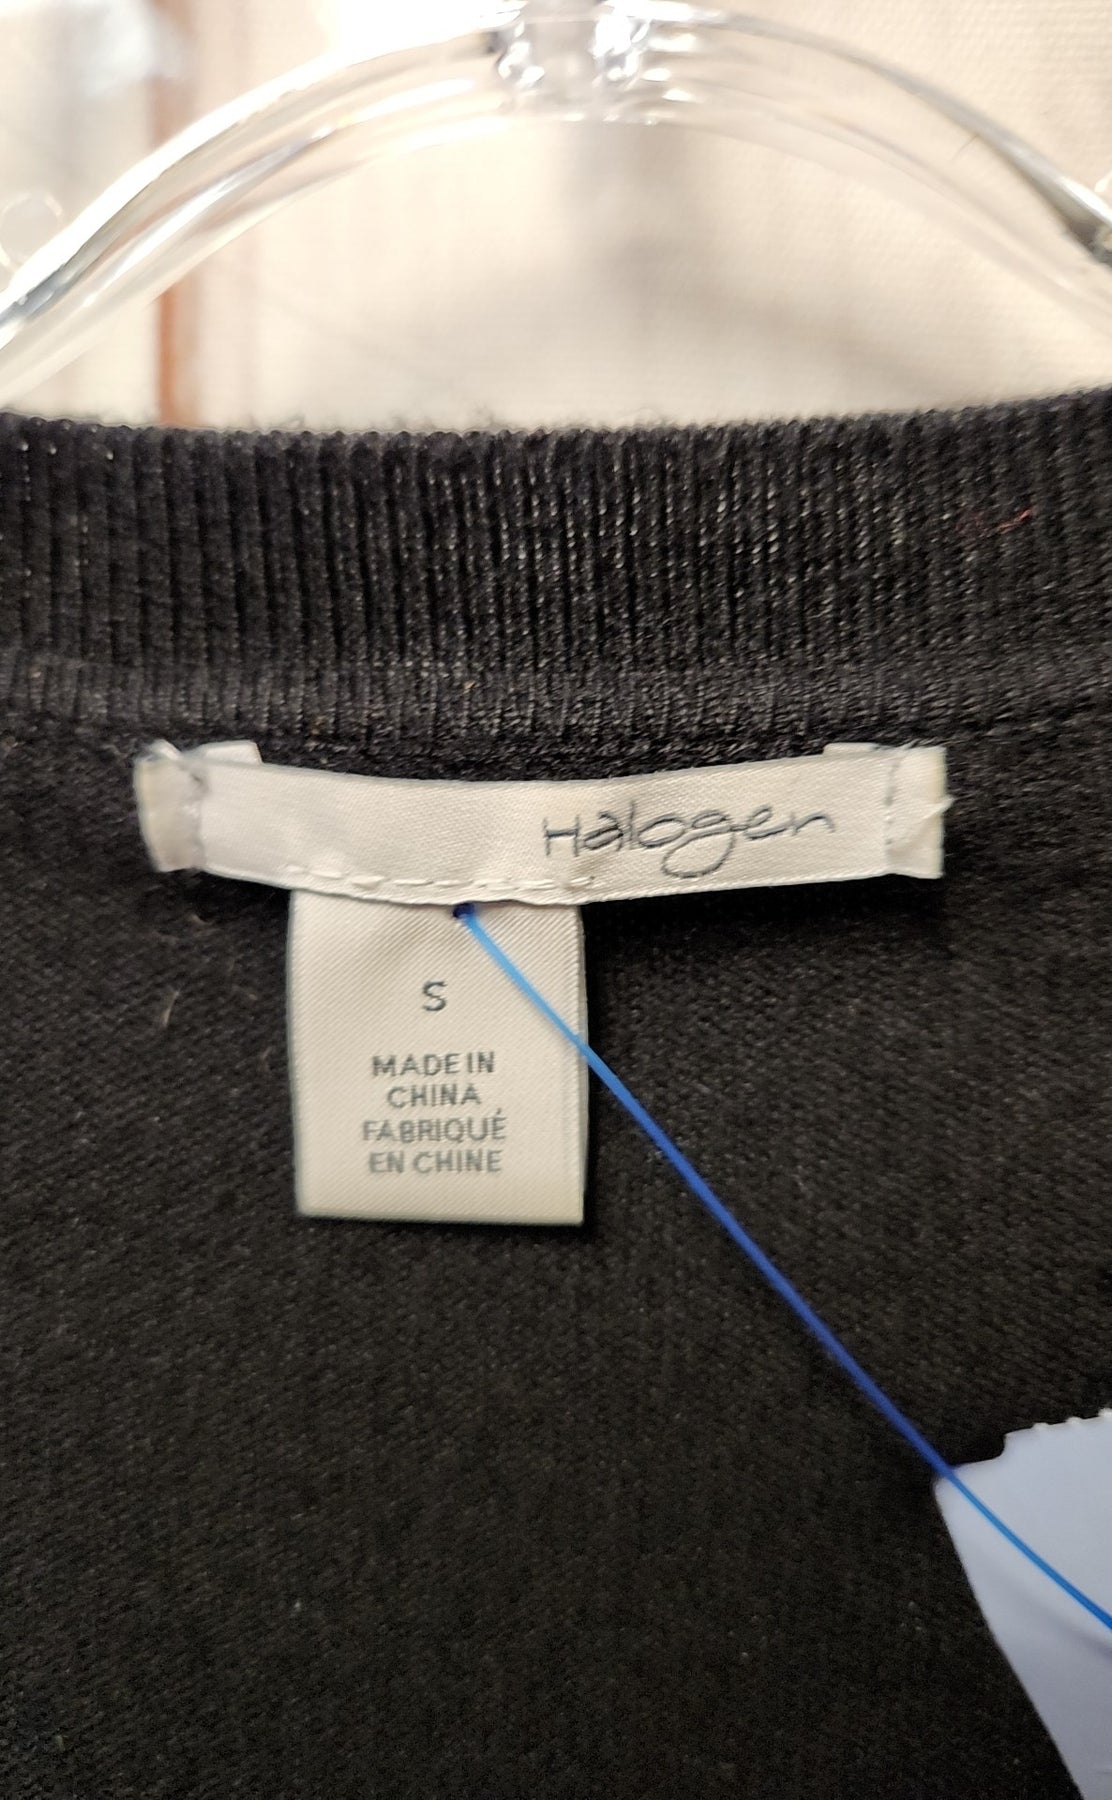 Halogen
S
MADE IN
CHINA
FABRIQUÉ
EN CHINE